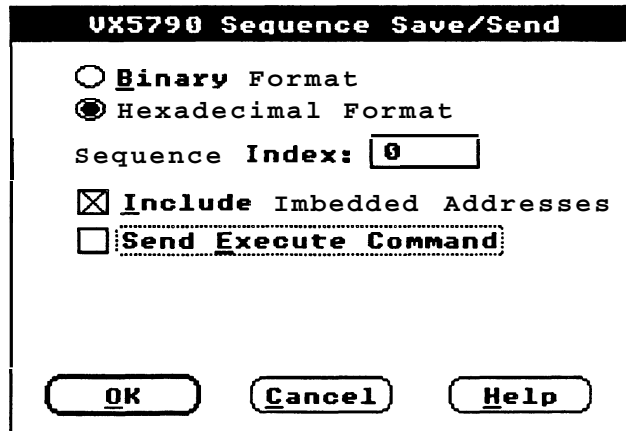 VX5790 Sequence Save/Send
Binary Format
Hexadecimal Format
Sequence Index: 0
Include Imbedded Addresses
Send Execute Command
OK Cancel Help